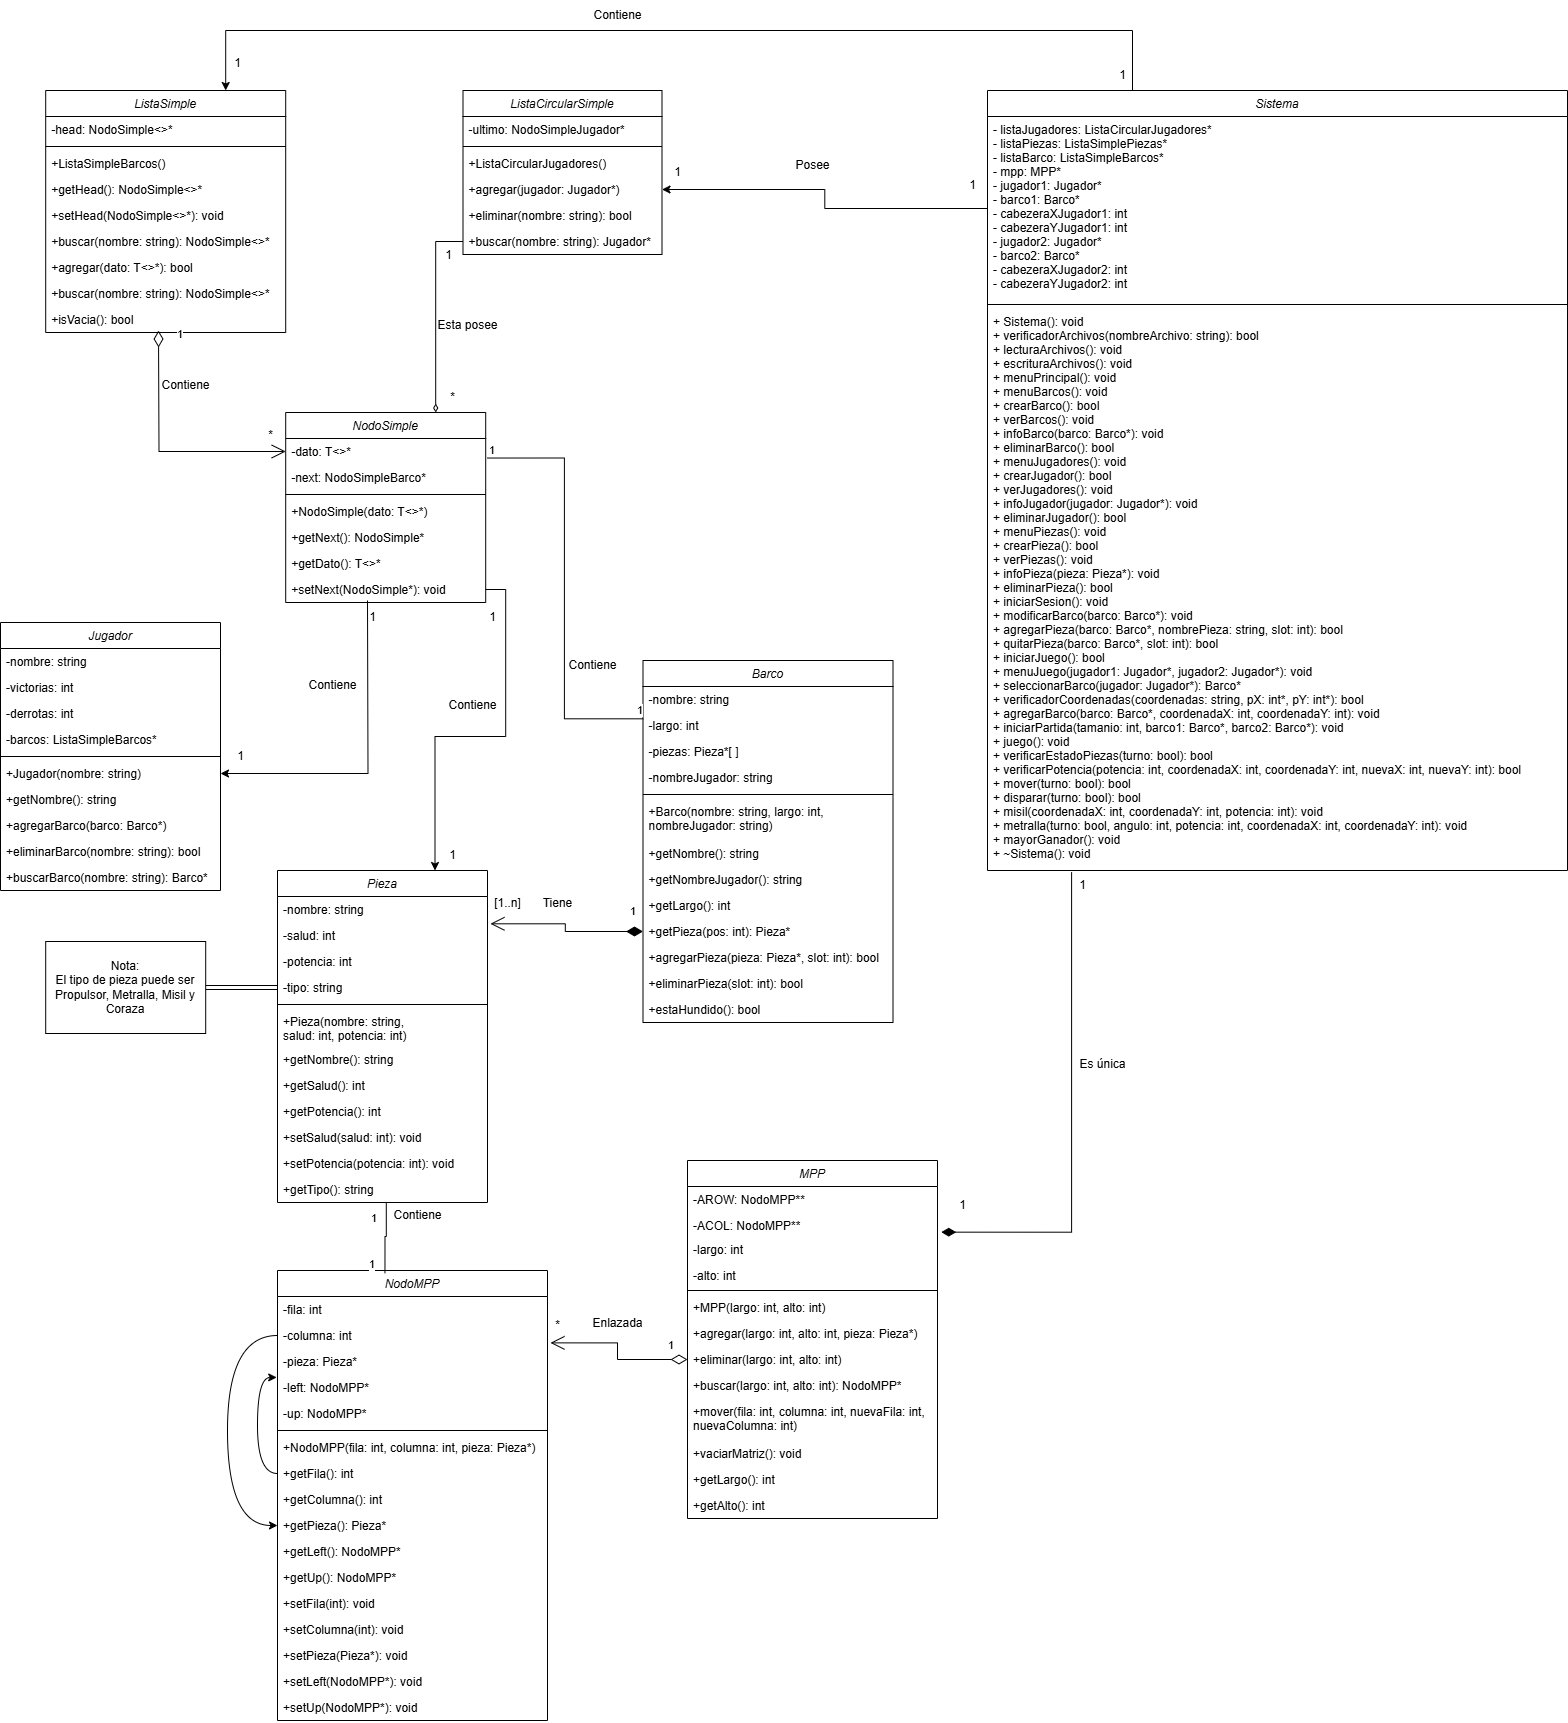 Contiene
1
1
ListaSimple
-head: NodoSimple<>*
+ListaSimpleBarcos()
+getHead(): NodoSimple<>*
+setHead(NodoSimple<>*): void
+buscar(nombre: string): NodoSimple<>*
+agregar(dato: T<>*): bool
+buscar(nombre: string): NodoSimple<>*
+isVacia(): bool
1
Contiene
*
ListaCircularSimple
-ultimo: NodoSimpleJugador*
+ListaCircularJugadores()
+agregar(jugador: Jugador*)
+eliminar(nombre: string): bool
+buscar(nombre: string): Jugador*
1
Posee
1
1
Esta posee
*
Sistema
- listaJugadores: ListaCircularJugadores*
- listaPiezas: ListaSimplePiezas*
- listaBarco: ListaSimpleBarcos*
- mpp: MPP*
- jugador1: Jugador*
- barco1: Barco*
- cabezeraXJugador1: int
- cabezeraYJugador1: int
- jugador2: Jugador*
- barco2: Barco*
- cabezeraXJugador2: int
- cabezeraYJugador2: int
+ Sistema(): void
+ verificadorArchivos(nombreArchivo: string): bool
+ lecturaArchivos(): void
+ escrituraArchivos(): void
+ menuPrincipal(): void
+ menuBarcos(): void
+ crearBarco(): bool
+ verBarcos(): void
+ infoBarco(barco: Barco*): void
+ eliminarBarco(): bool
+ menuJugadores(): void
+ crearJugador(): bool
+ verJugadores(): void
+ infoJugador(jugador: Jugador*): void
+ eliminarJugador(): bool
+ menuPiezas(): void
+ crearPieza(): bool
+ verPiezas(): void
+ infoPieza(pieza: Pieza*): void
+ eliminarPieza(): bool
+ iniciarSesion(): void
+ modificarBarco(barco: Barco*): void
+ agregarPieza(barco: Barco*, nombrePieza: string, slot: int): bool
+ quitarPieza(barco: Barco*, slot: int): bool
+ iniciarJuego(): bool
+ menuJuego(jugador1: Jugador*, jugador2: Jugador*): void
+ seleccionarBarco(jugador: Jugador*): Barco*
+ verificadorCoordenadas(coordenadas: string, pX: int*, pY: int*): bool
+ agregarBarco(barco: Barco*, coordenadaX: int, coordenadaY: int): void
+ iniciarPartida(tamanio: int, barco1: Barco*, barco2: Barco*): void
+ juego(): void
+ verificarEstadoPiezas(turno: bool): bool
+ verificarPotencia(potencia: int, coordenadaX: int, coordenadaY: int, nuevaX: int, nuevaY: int): bool
+ mover(turno: bool): bool
+ disparar(turno: bool): bool
+ misil(coordenadaX: int, coordenadaY: int, potencia: int): void
+ metralla(turno: bool, angulo: int, potencia: int, coordenadaX: int, coordenadaY: int): void
+ mayorGanador(): void
+ ~Sistema(): void
1
NodoSimple
-dato: T<>*
-next: NodoSimpleBarco*
+NodoSimple(dato: T<>*)
+getNext(): NodoSimple*
+getDato(): T<>*
+setNext(NodoSimple*): void
1
1
1
Contiene
Contiene
Contiene
1
1
1
Jugador
-nombre: string
-victorias: int
-derrotas: int
-barcos: ListaSimpleBarcos*
+Jugador(nombre: string)
+getNombre(): string
+agregarBarco(barco: Barco*)
+eliminarBarco(nombre: string): bool
+buscarBarco(nombre: string): Barco*
Barco
-nombre: string
-largo: int
-piezas: Pieza*[ ]
-nombreJugador: string
+Barco(nombre: string, largo: int,
nombreJugador: string)
+getNombre(): string
+getNombreJugador(): string
+getLargo(): int
+getPieza(pos: int): Pieza*
+agregarPieza(pieza: Pieza*, slot: int): bool
+eliminarPieza(slot: int): bool
+estaHundido(): bool
[1..n]
Tiene
1
Pieza
-nombre: string
-salud: int
-potencia: int
-tipo: string
+Pieza(nombre: string,
salud: int, potencia: int)
+getNombre(): string
+getSalud(): int
+getPotencia(): int
+setSalud(salud: int): void
+setPotencia(potencia: int): void
+getTipo(): string
Nota:
El tipo de pieza puede ser
Propulsor, Metralla, Misil y
Coraza
Es única
1
1
Contiene
1
MPP
-AROW: NodoMPP**
-ACOL: NodoMPP**
-largo: int
-alto: int
+MPP(largo: int, alto: int)
+agregar(largo: int, alto: int, pieza: Pieza*)
+eliminar(largo: int, alto: int)
+buscar(largo: int, alto: int): NodoMPP*
+mover(fila: int, columna: int, nuevaFila: int,
nuevaColumna: int)
+vaciarMatriz(): void
+getLargo(): int
+getAlto(): int
*
Enlazada
1
NodoMPP
-fila: int
-columna: int
-pieza: Pieza*
-left: NodoMPP*
-up: NodoMPP*
+NodoMPP(fila: int, columna: int, pieza: Pieza*)
+getFila(): int
+getColumna(): int
+getPieza(): Pieza*
+getLeft(): NodoMPP*
+getUp(): NodoMPP*
+setFila(int): void
+setColumna(int): void
+setPieza(Pieza*): void
+setLeft(NodoMPP*): void
+setUp(NodoMPP*): void